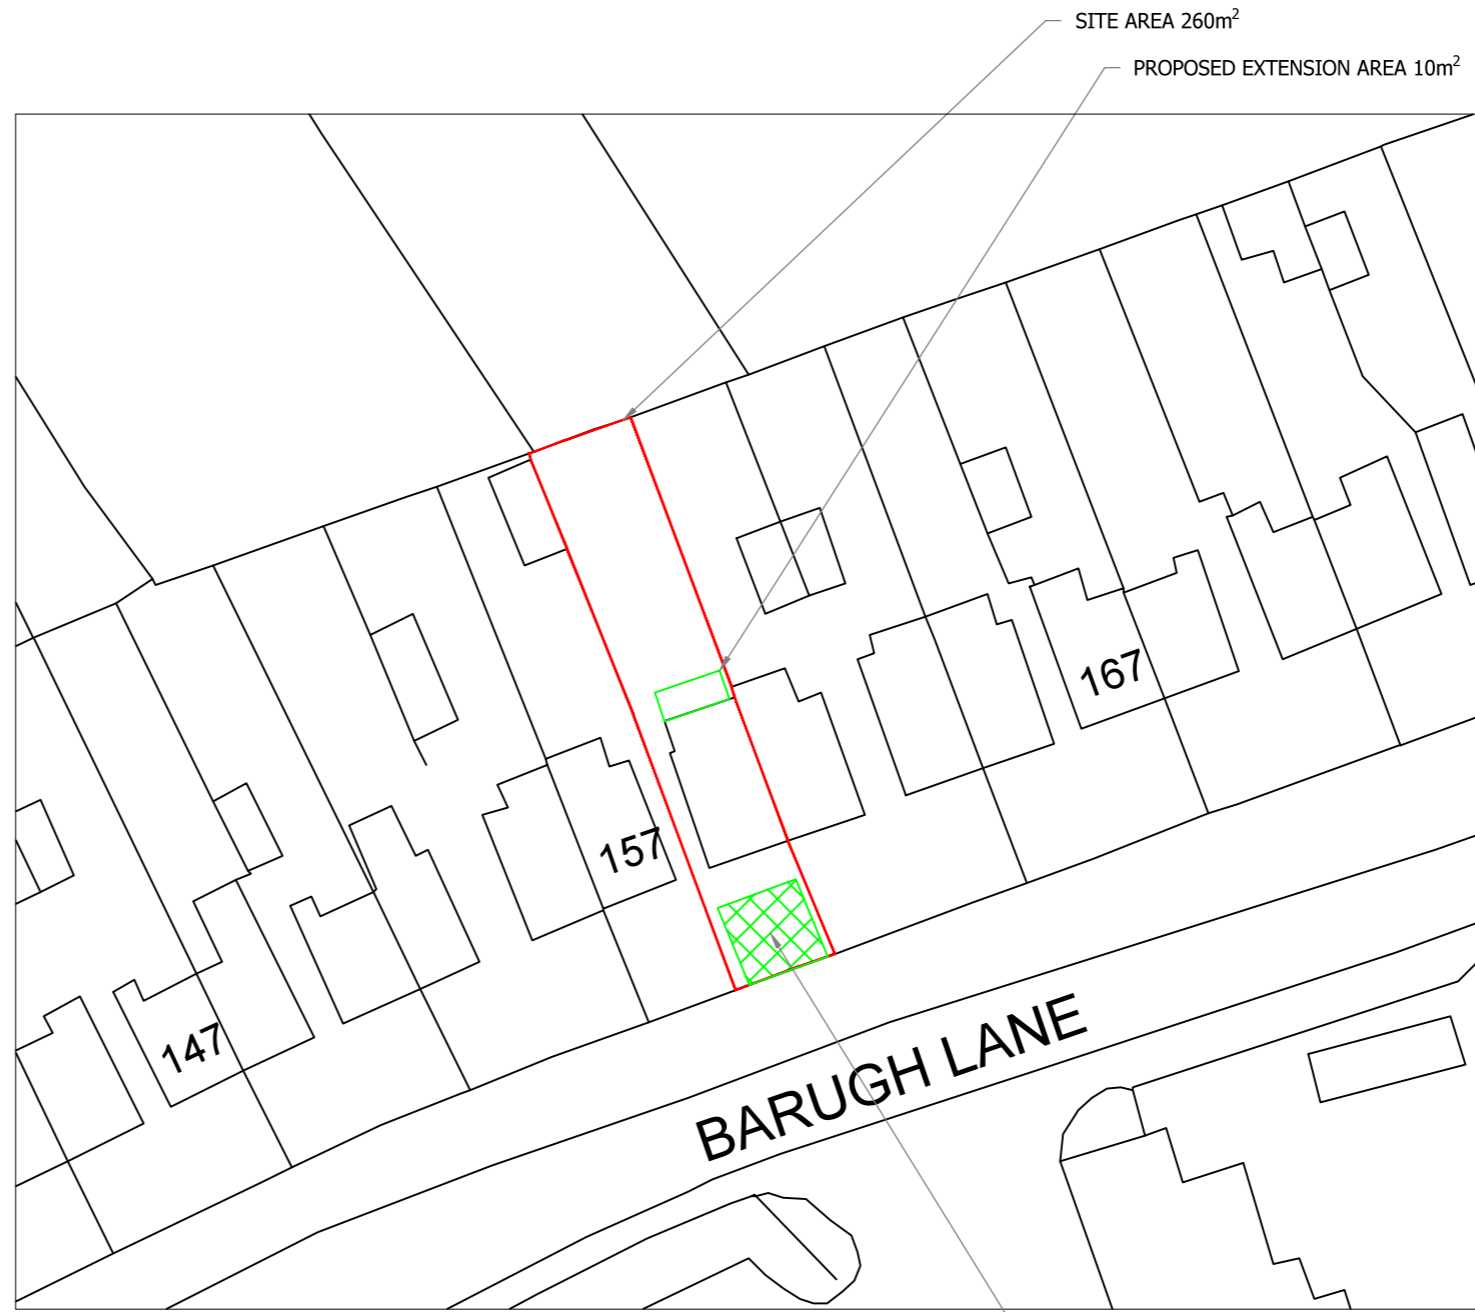 SITE AREA 260m²
PROPOSED EXTENSION AREA 10m²
167
157
147
BARUGH LANE